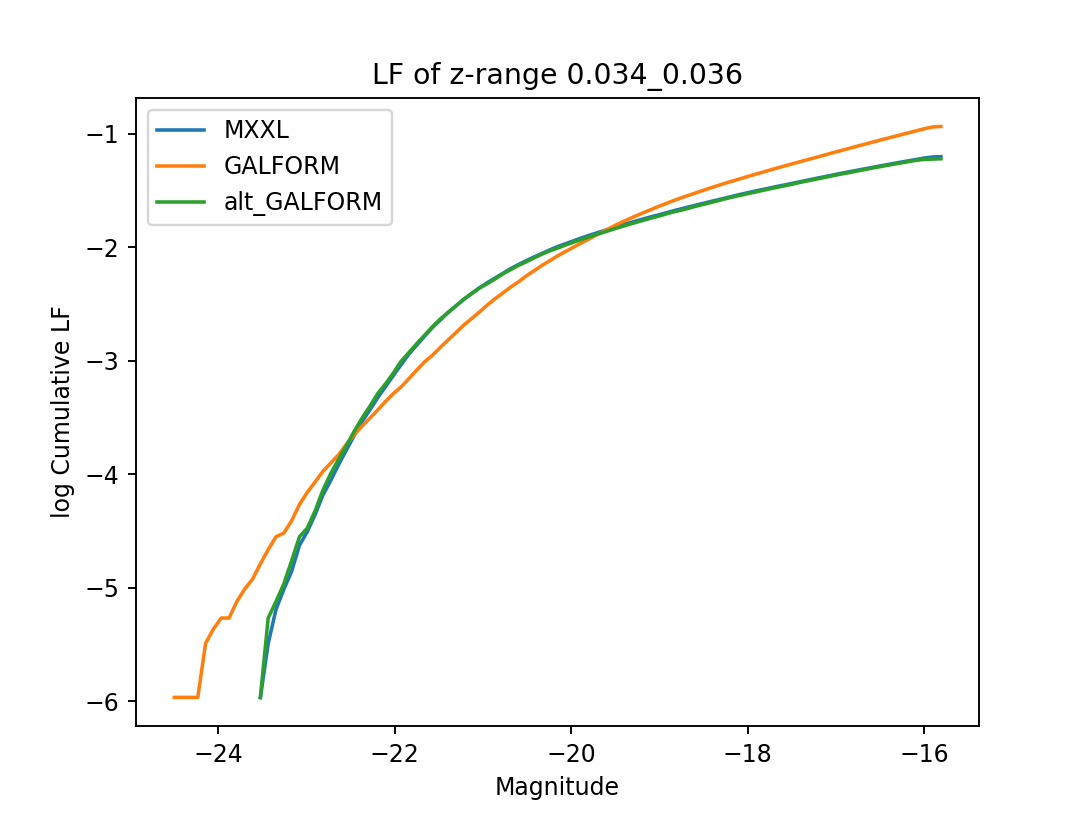 LF of z-range 0.034_0.036
MXXL
GALFORM
alt_GALFORM
−1
−2
−3
−4
−5
−6
log Cumulative LF
−24 −22 −20 −18 −16
Magnitude